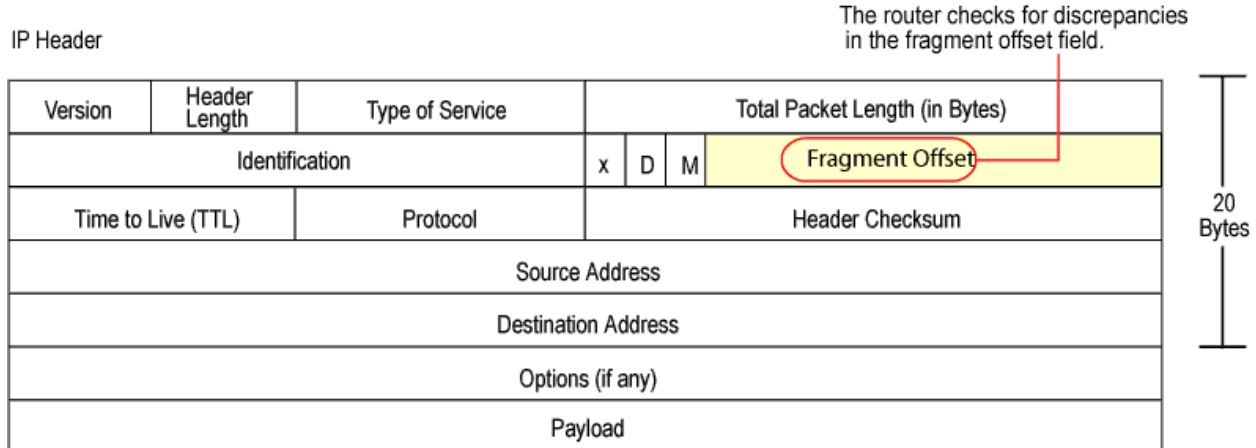 The router checks for discrepancies
in the fragment offset field.
IP Header
Version
Header
Length
Type of Service
Total Packet Length (in Bytes)
Identification
x
D
M
Fragment Offset
Time to Live (TTL)
Protocol
Header Checksum
20
Bytes
Source Address
Destination Address
Options (if any)
Payload